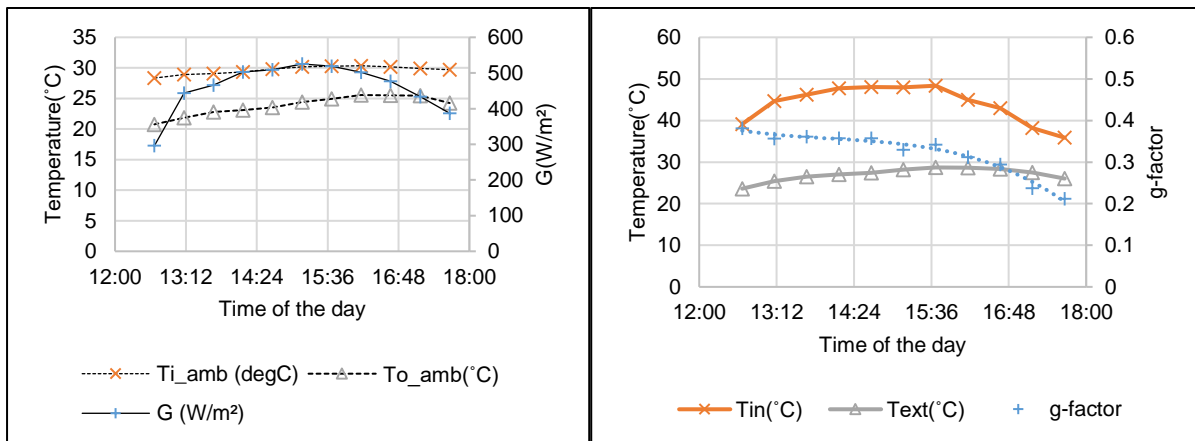 35
30
25
20
15
10
5
0
Temperature(˚C)
600
500
400
300
200
100
0
G(W/m²)
12:00 13:12 14:24 15:36 16:48 18:00
Time of the day
Ti_amb (degC) To_amb(˚C)
G (W/m²)
60
50
40
30
20
10
0
Temperature(˚C)
0.6
0.5
0.4
0.3
0.2
0.1
0
g-factor
12:00 13:12 14:24 15:36 16:48 18:00
Time of the day
Tin(˚C) Text(˚C) g-factor